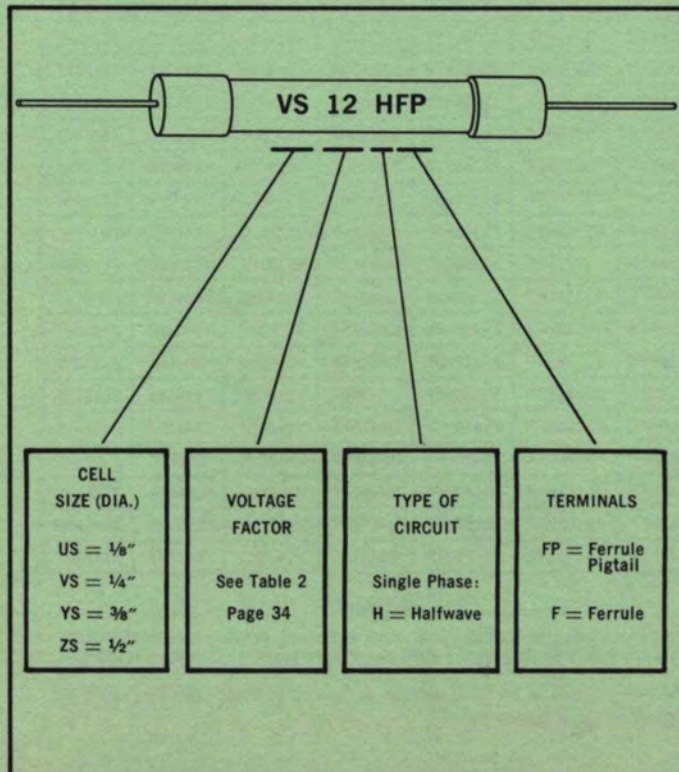 VS 12 HFP
CELL
SIZE (DIA.)
US = 1/8"
VS = 1/4"
YS = 3/8"
ZS = 1/2"
VOLTAGE
FACTOR
See Table 2
Page 34
TYPE OF
CIRCUIT
Single Phase:
H = Halfwave
TERMINALS
FP = Ferrule
Pigtail
F = Ferrule